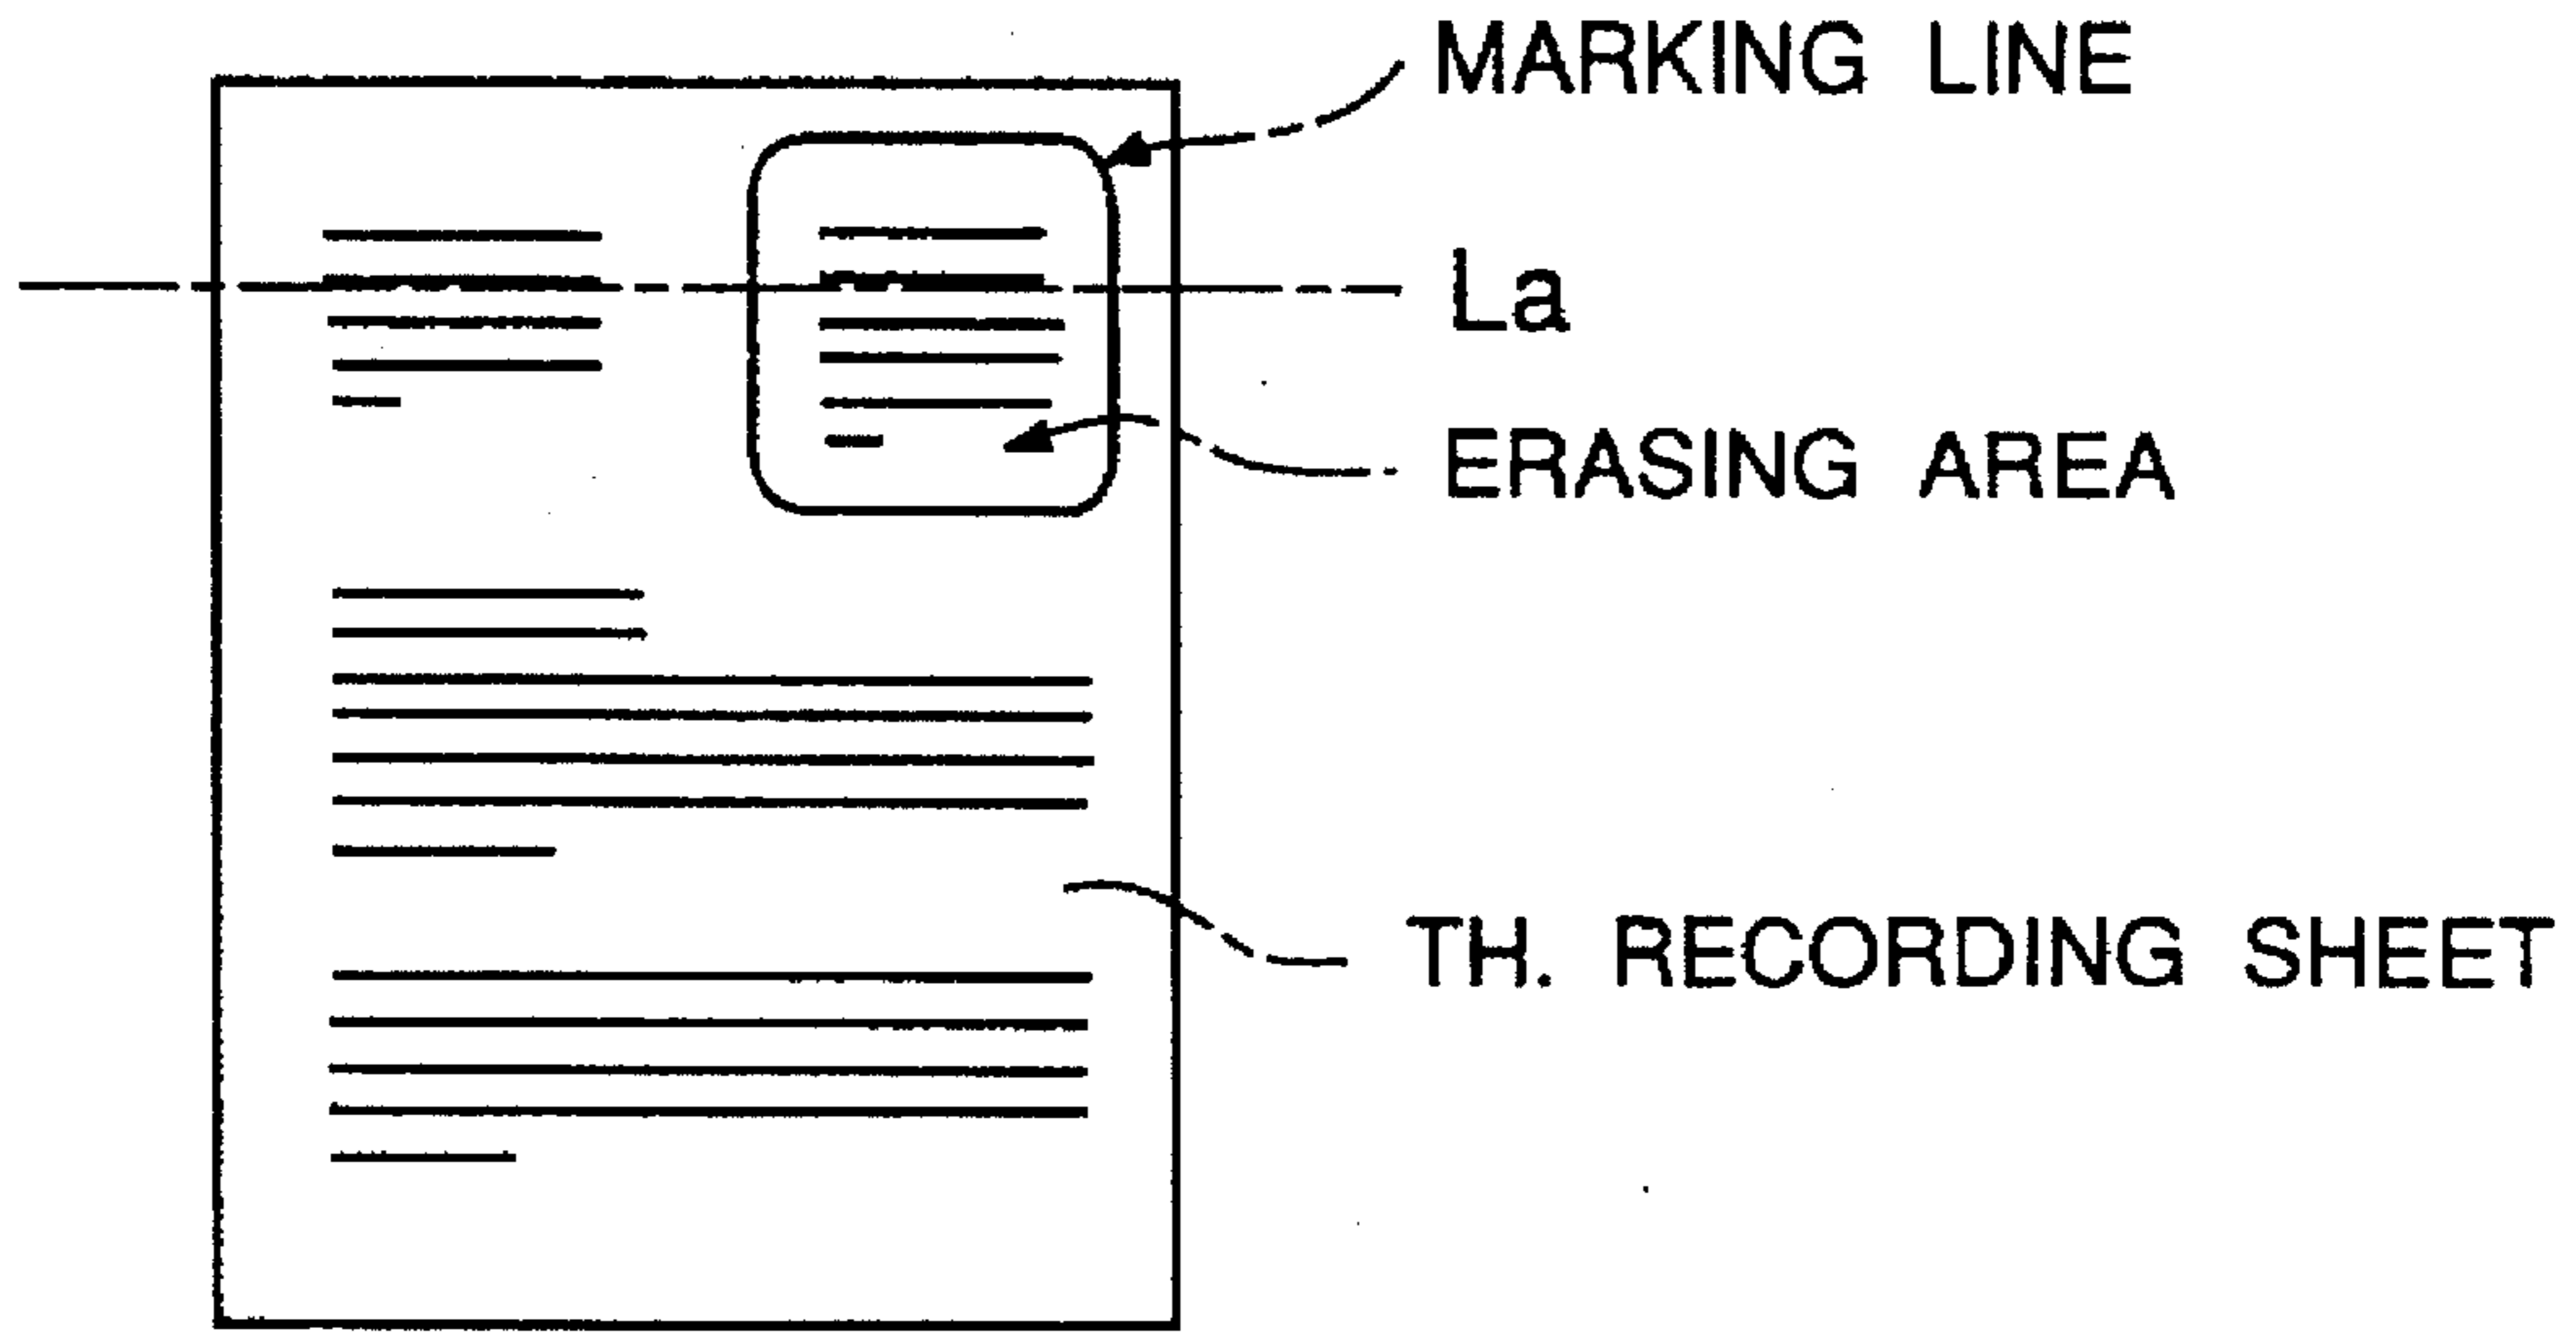 MARKING LINE
La
ERASING AREA
TH. RECORDING SHEET